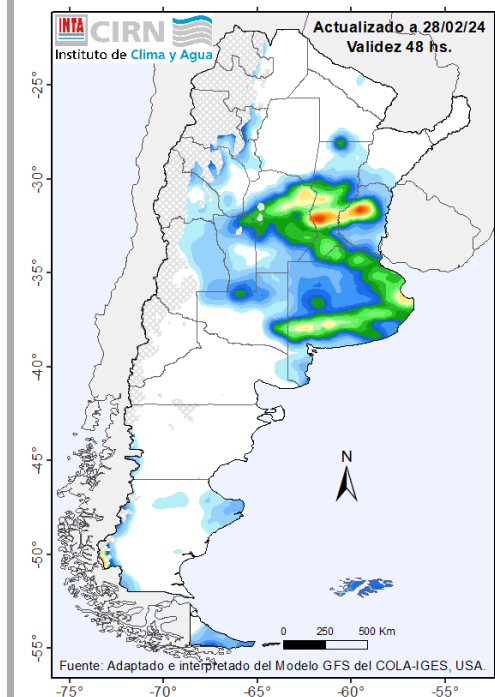 INTA CIRN
Instituto de Clima y Agua
Actualizado a 28/02/24
Validez 48 hs.
-25°
-30°
-35°
-40°
-45°
-50°
-55°
N
0 250 500 Km
Fuente: Adaptado e interpretado del Modelo GFS del COLA-IGES, USA.
-75° -70° -65° -60° -55°